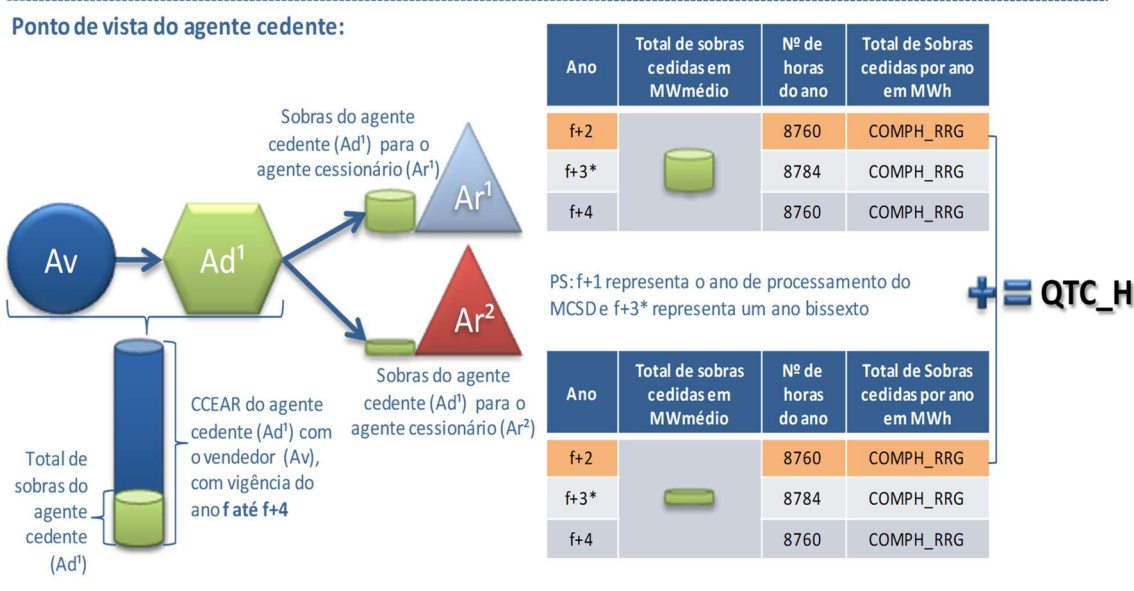 Ponto de vista do agente cedente:
Sobras do agente
cedente (Ad¹) para o
agente cessionário (Ar¹)
Av
Ad¹
Ar¹
Ar²
Sobras do agente
cedente (Ad¹) para o
agente cessionário (Ar²)
CCEAR do agente
cedente (Ad¹) com
o vendedor (Av),
com vigência do
ano f até f+4
Total de
sobras do
agente
cedente
(Ad¹)
Ano
Total de sobras
cedidas em
MWmédio
Nº de
horas
do ano
Total de Sobras
cedidas por ano
em MWh
f+2 8760 COMPH_RRG
f+3* 8784 COMPH_RRG
f+4 8760 COMPH_RRG
PS: f+1 representa o ano de processamento do
MCSD e f+3* representa um ano bissexto
+ = QTC_H
Ano
Total de sobras
cedidas em
MWmédio
Nº de
horas
do ano
Total de Sobras
cedidas por ano
em MWh
f+2 8760 COMPH_RRG
f+3* 8784 COMPH_RRG
f+4 8760 COMPH_RRG